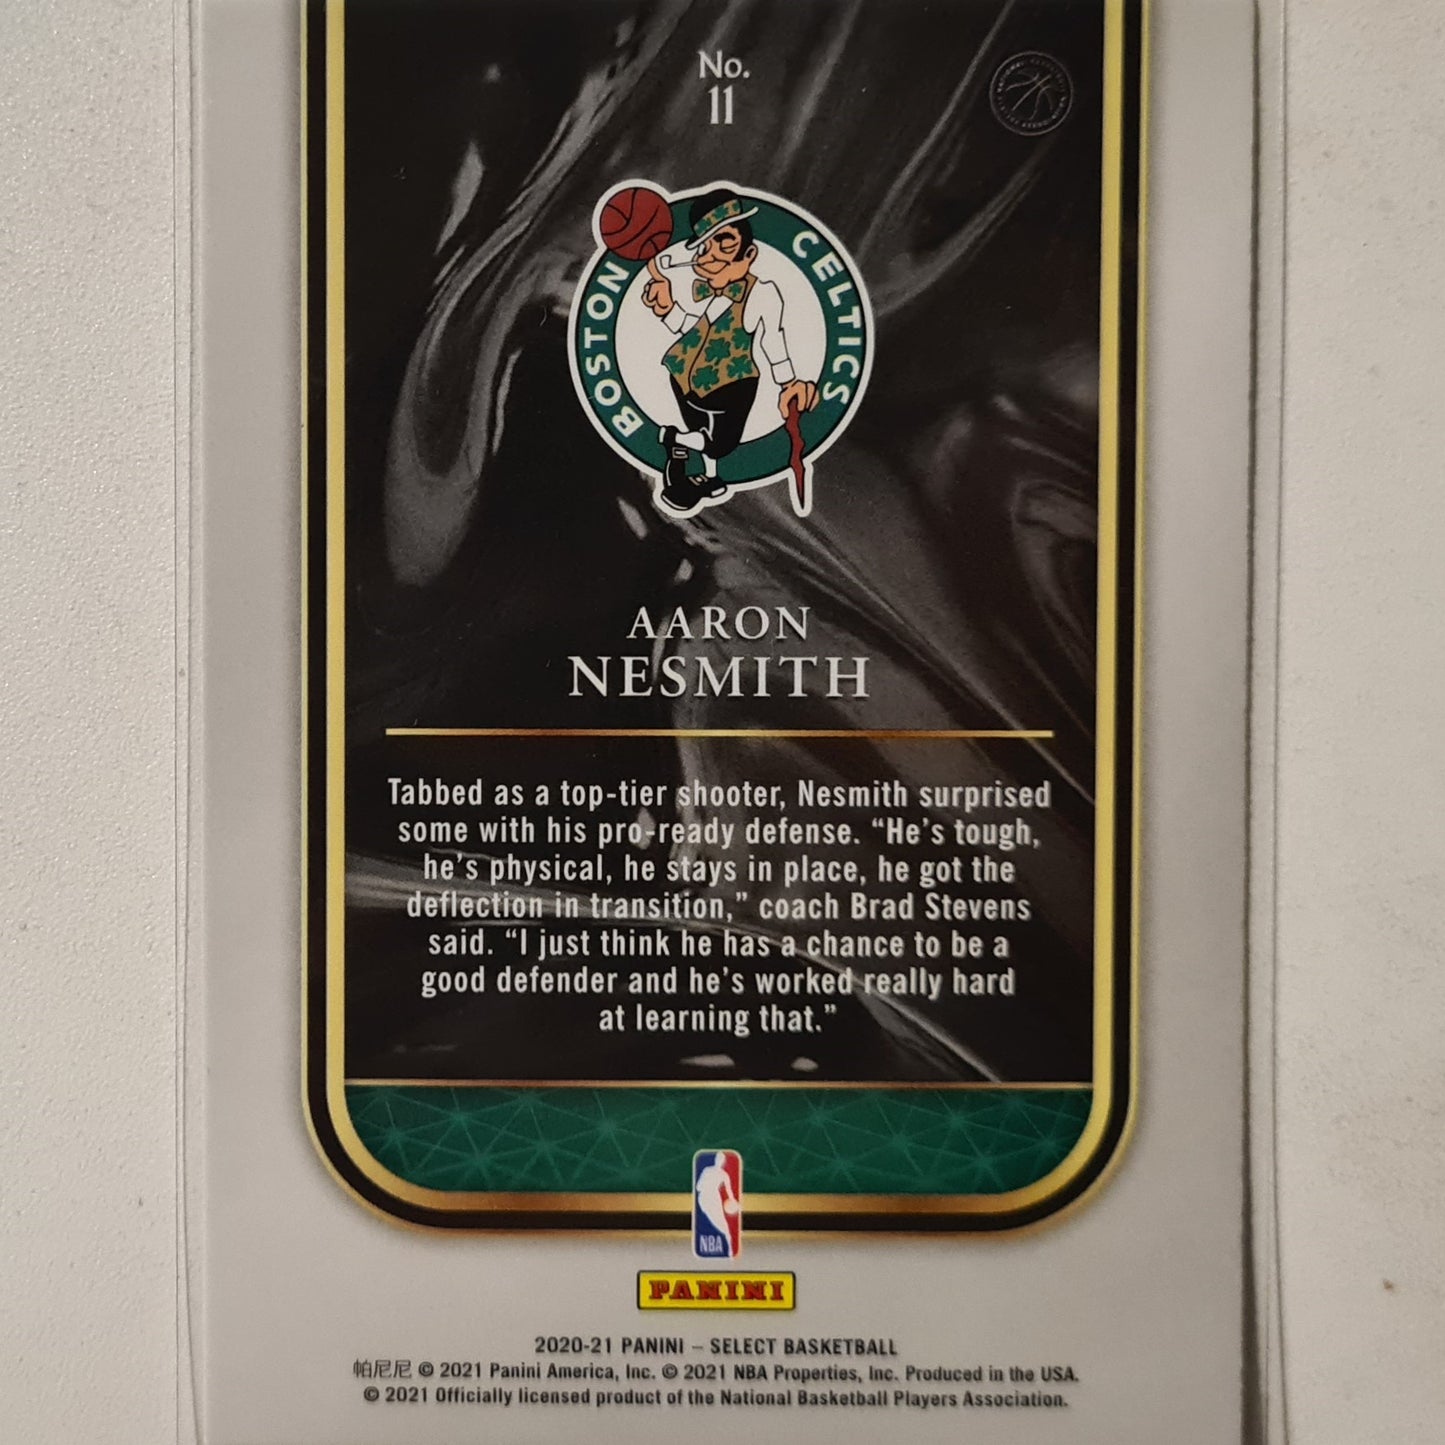 No.
11
BOSTON CELTICS
AARON
NESMITH
Tabbed as a top-tier shooter, Nesmith surprised
some with his pro-ready defense. “He’s tough,
he’s physical, he stays in place, he got the
deflection in transition,” coach Brad Stevens
said. “I just think he has a chance to be a
good defender and he’s worked really hard
at learning that.”
NBA
PANINI
2020-21 PANINI – SELECT BASKETBALL
帕尼尼 © 2021 Panini America, Inc. © 2021 NBA Properties, Inc. Produced in the USA.
© 2021 Officially licensed product of the National Basketball Players Association.